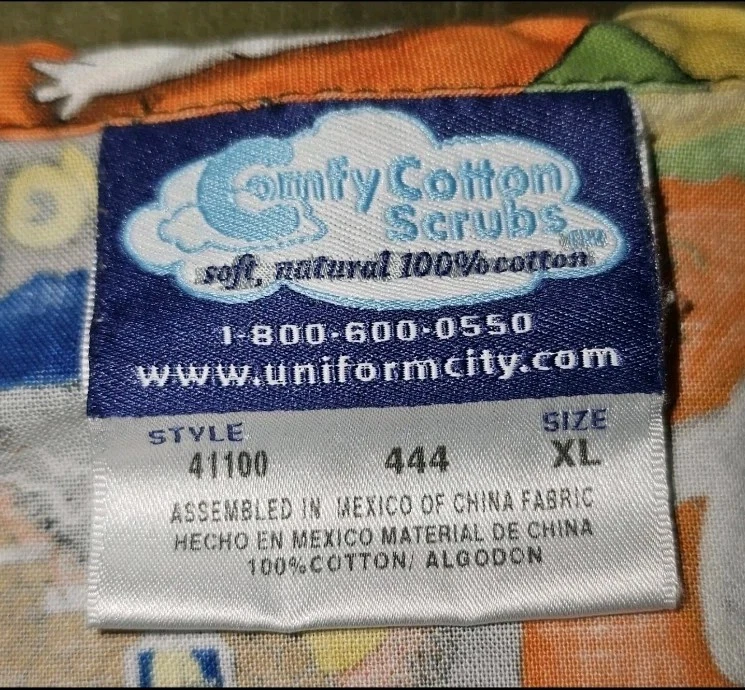 Comfy Cotton
Scrubs
soft, natural 100% cotton
1-800-600-0550
www.uniformcity.com
STYLE SIZE
41100 444 XL
ASSEMBLED IN MEXICO OF CHINA FABRIC
HECHO EN MEXICO MATERIAL DE CHINA
100% COTTON/ ALGODON